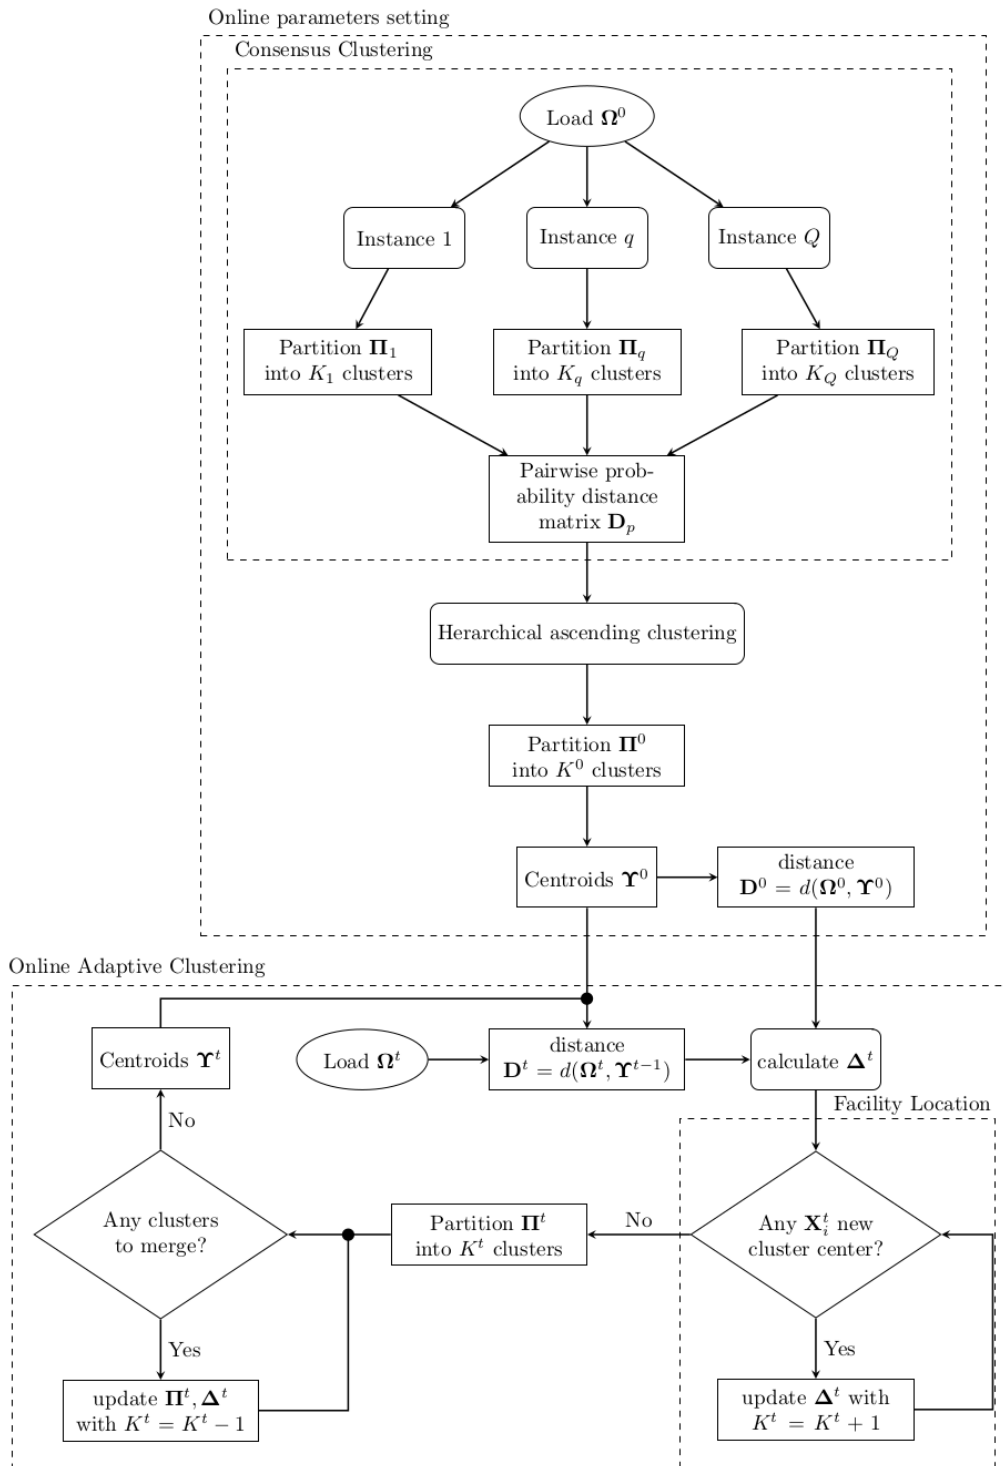 Online parameters setting
Consensus Clustering
Load Ω⁰
Instance 1
Instance q
Instance Q
Partition Π₁
into K₁ clusters
Partition Π_q
into K_q clusters
Partition Π_Q
into K_Q clusters
Pairwise prob-
ability distance
matrix D_p
Herarchical ascending clustering
Partition Π⁰
into K⁰ clusters
Centroids ϒ⁰
distance
D⁰ = d(Ω⁰, ϒ⁰)
Online Adaptive Clustering
Centroids ϒᵗ
Load Ωᵗ
distance
Dᵗ = d(Ωᵗ, ϒᵗ⁻¹)
calculate Δᵗ
Facility Location
No
Any clusters
to merge?
Partition Πᵗ
into Kᵗ clusters
No
Any Xᵢᵗ new
cluster center?
Yes
Yes
update Πᵗ, Δᵗ
with Kᵗ = Kᵗ − 1
update Δᵗ with
Kᵗ = Kᵗ + 1